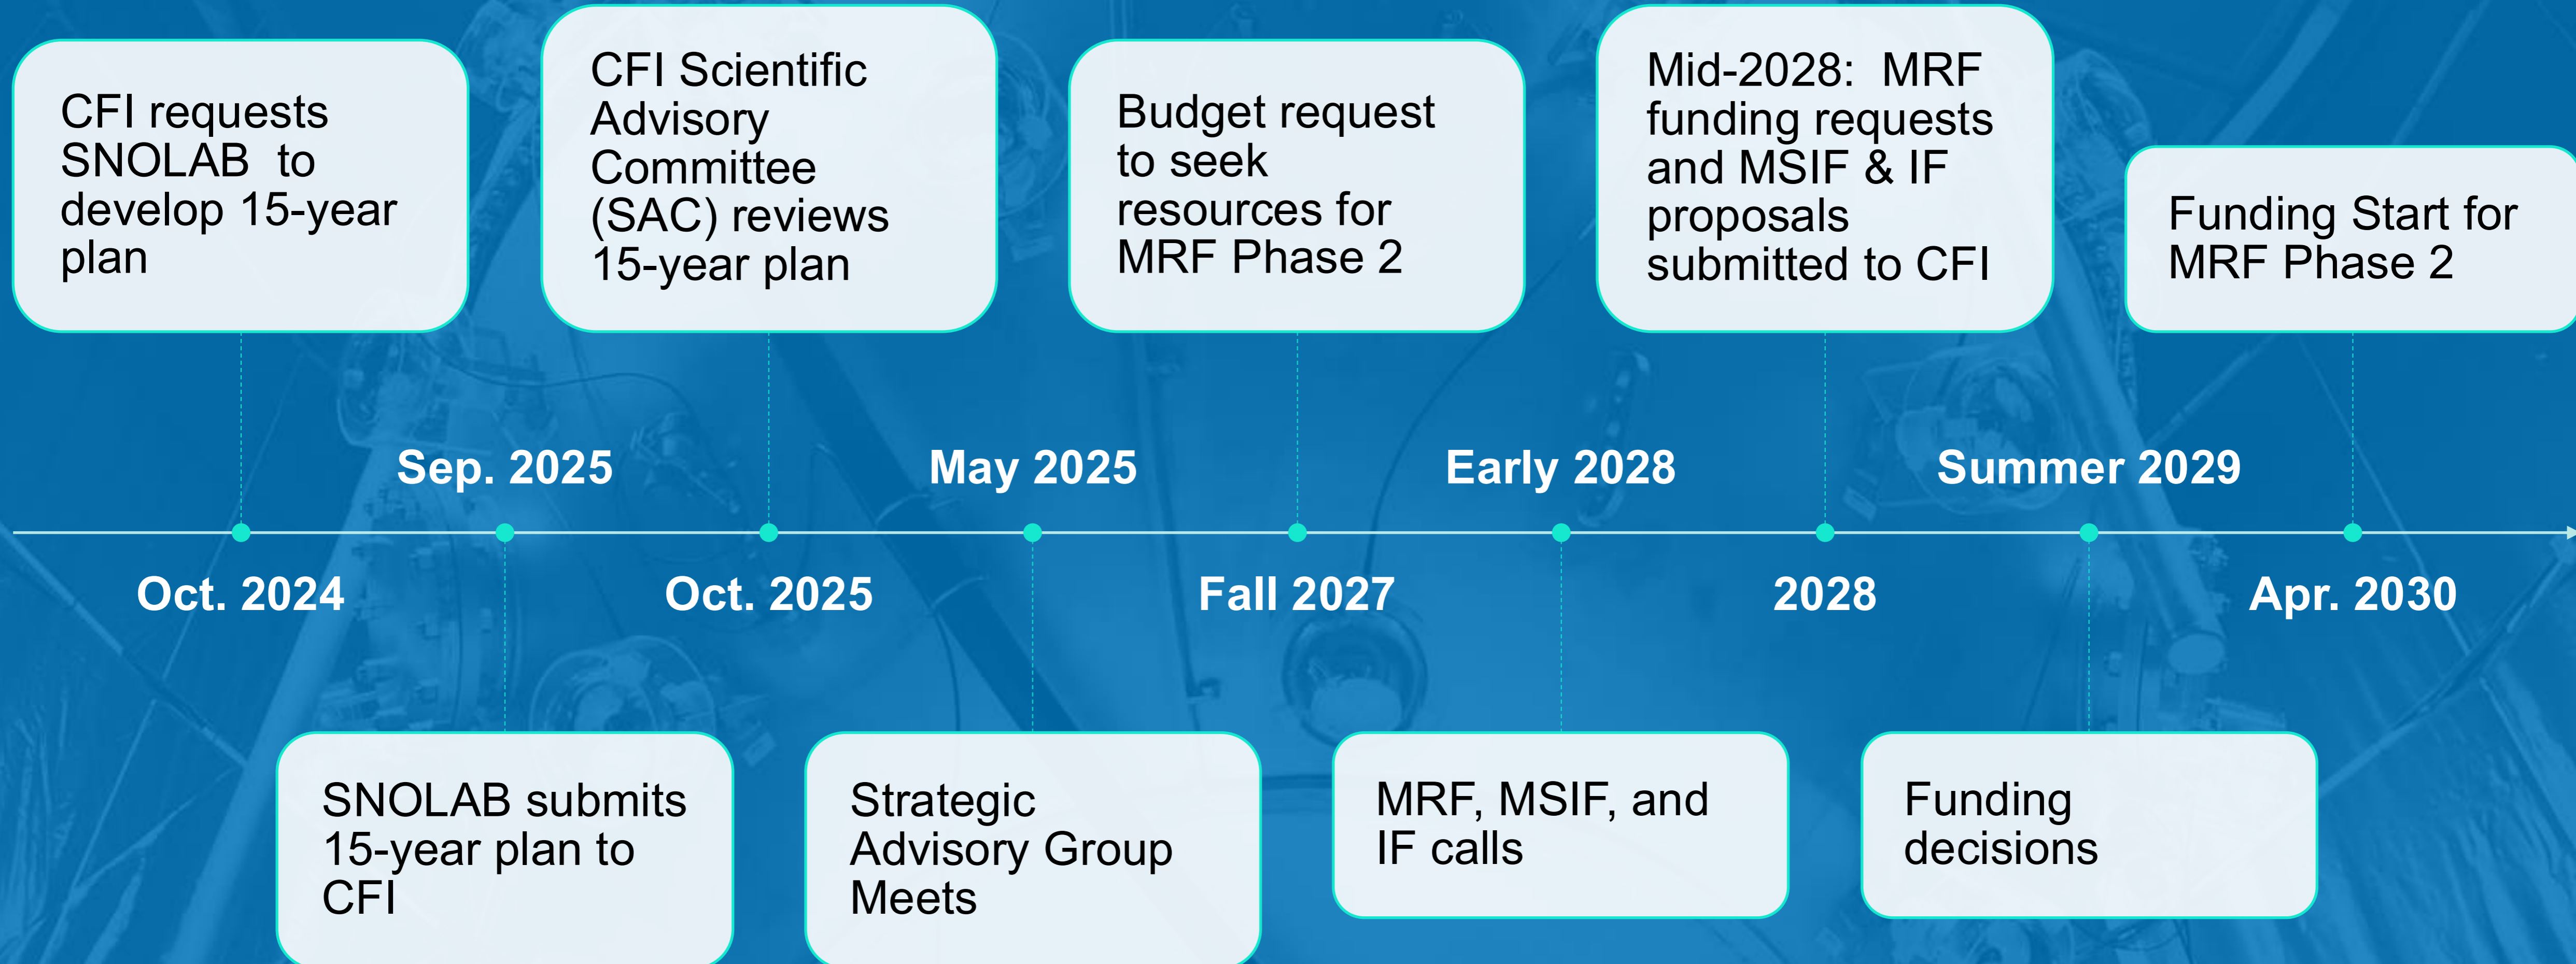 CFI requests
SNOLAB  to
develop 15-year
plan
CFI Scientific
Advisory
Committee
(SAC) reviews
15-year plan
Budget request
to seek
resources for
MRF Phase 2
Mid-2028:  MRF
funding requests
and MSIF & IF
proposals
submitted to CFI
Funding Start for
MRF Phase 2
Sep. 2025
May 2025
Early 2028
Summer 2029
Oct. 2024
Oct. 2025
Fall 2027
2028
Apr. 2030
SNOLAB submits
15-year plan to
CFI
Strategic
Advisory Group
Meets
MRF, MSIF, and
IF calls
Funding
decisions